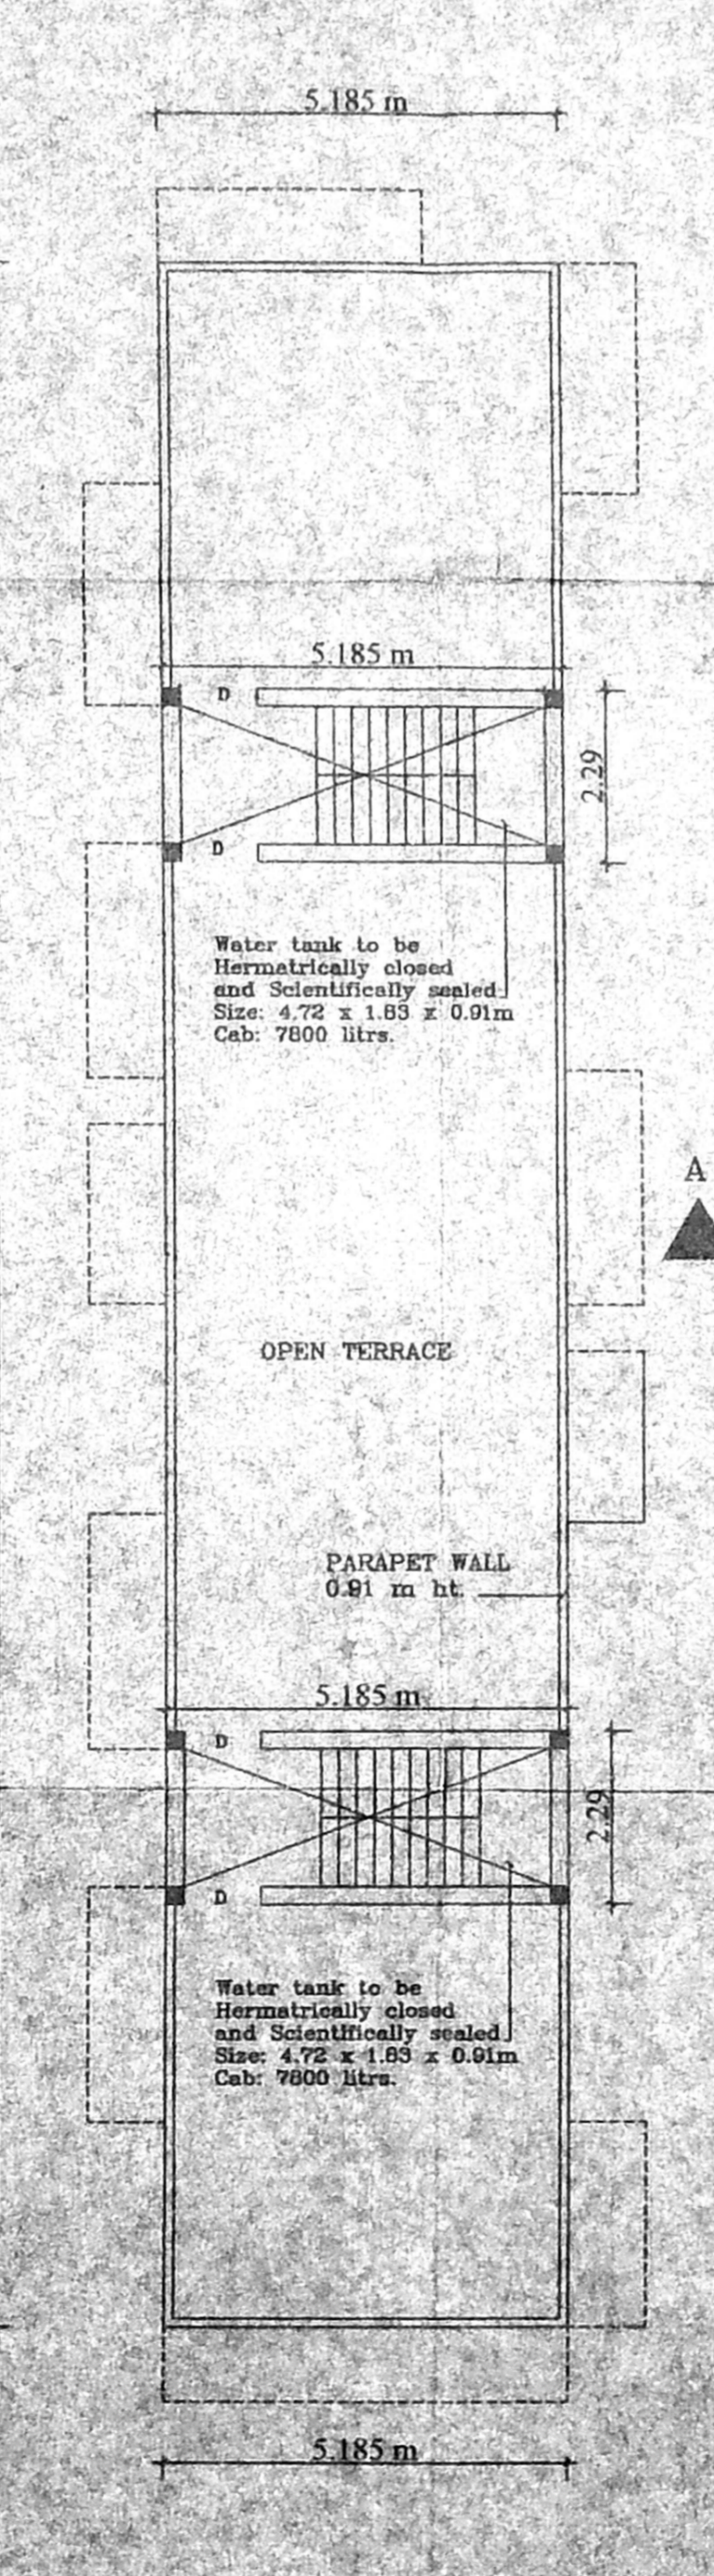 5.185 m
5.185 m
D
2.29
D
Water tank to be
Hermetrically closed
and Scientifically sealed
Size: 4.72 x 1.83 x 0.91m
Cab: 7800 litrs.
A
OPEN TERRACE
PARAPET WALL
0.91 m ht.
5.185 m
D
2.29
D
Water tank to be
Hermetrically closed
and Scientifically sealed
Size: 4.72 x 1.83 x 0.91m
Cab: 7800 litrs.
5.185 m